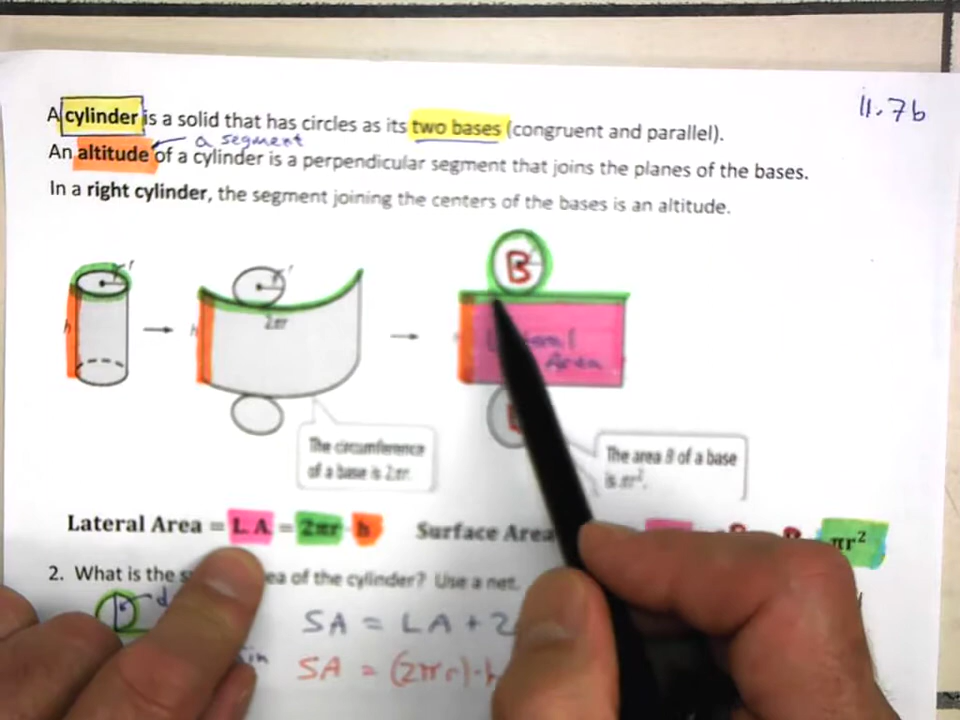 11.7b
A cylinder is a solid that has circles as its two bases (congruent and parallel).
a segment
An altitude of a cylinder is a perpendicular segment that joins the planes of the bases.
In a right cylinder, the segment joining the centers of the bases is an altitude.
r r B
h h 2πr
Area
The circumference
of a base is 2πr.
The area B of a base
is πr².
Lateral Area = LA = 2πr h Surface Area πr²
2. What is the of the cylinder? Use a net.
d SA = LA + 2
in SA = (2πr)·h